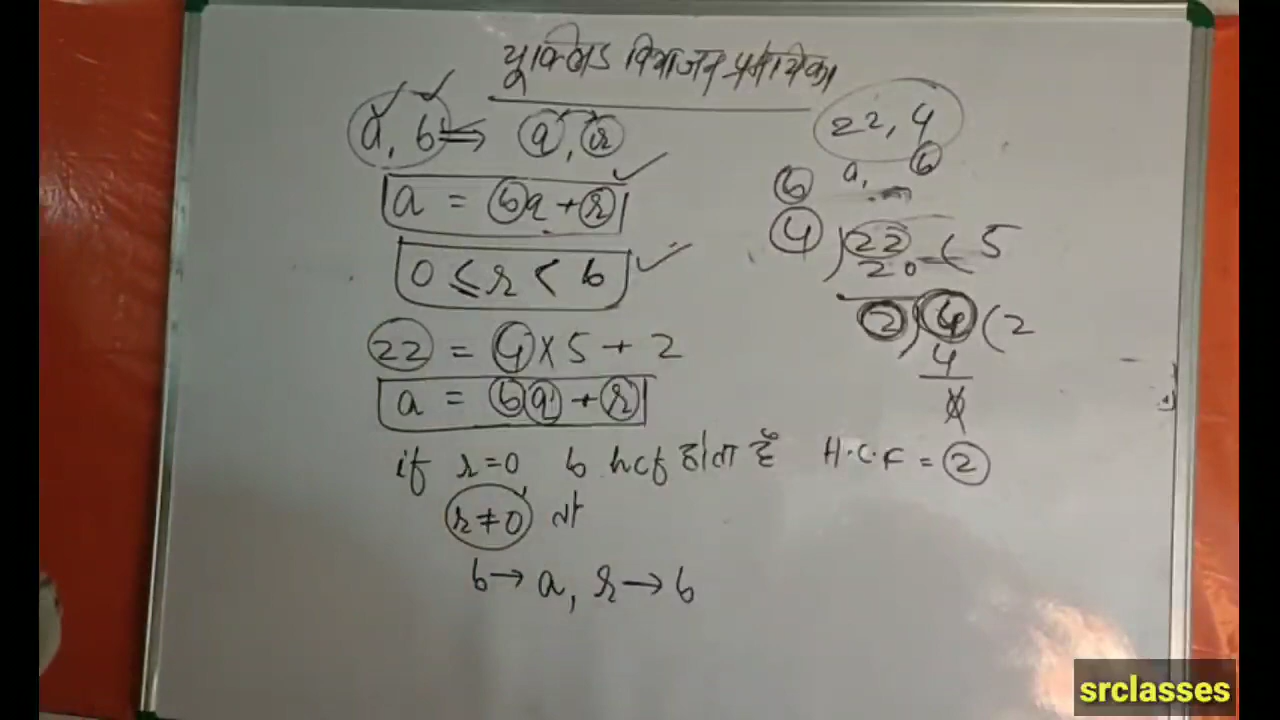 यूक्लिड विभाजन प्रमेयिका
a, b ⇒ q, r
a = bq + r
0 ≤ r < b
22 = 4 × 5 + 2
a = bq + r
if r = 0 b hcf होता है
r ≠ 0 तो
b → a, r → b
22, 4
a, b
b
4 ) 22 ( 5
20
2 ) 4 ( 2
4
H.C.F = 2
srclasses